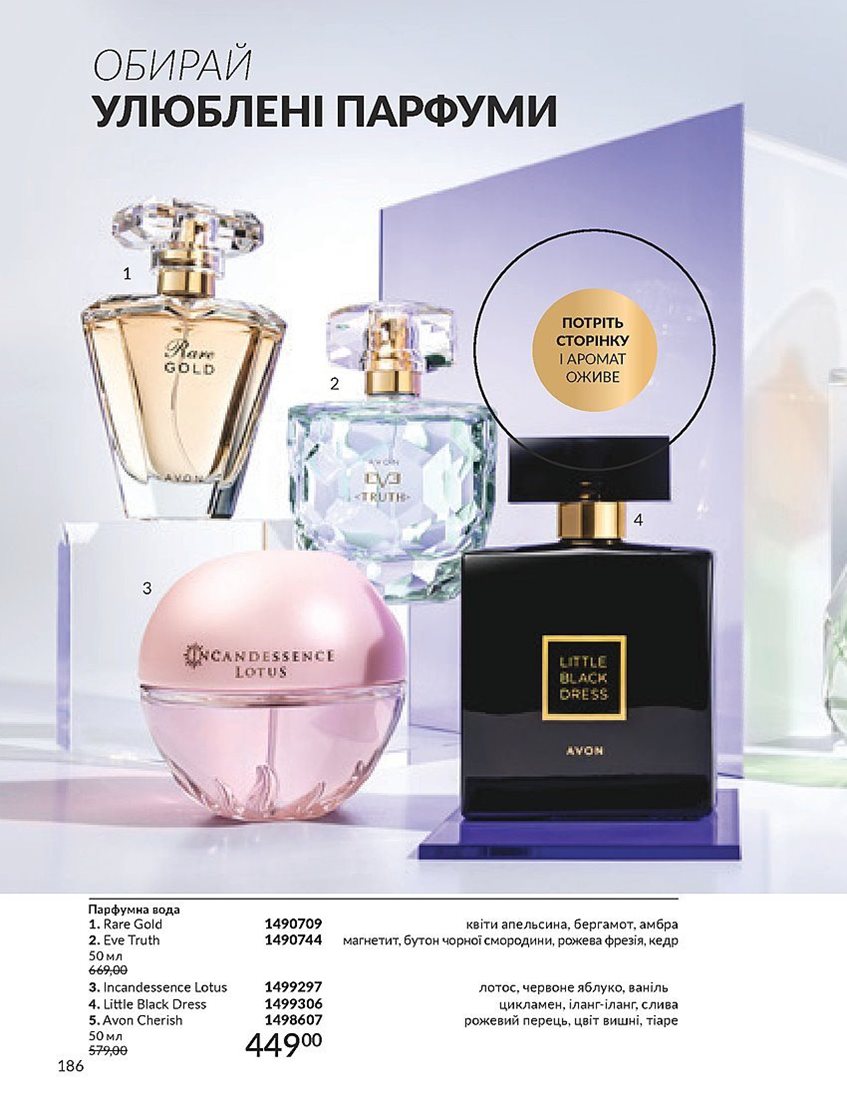 ОБИРАЙ
УЛЮБЛЕНІ ПАРФУМИ
1
Rare
GOLD
AVON
2
AVON
EVE
<TRUTH>
ПОТРІТЬ
СТОРІНКУ
І АРОМАТ
ОЖИВЕ
4
3
INCANDESSENCE
LOTUS
LITTLE
BLACK
DRESS
AVON
Парфумна вода
1. Rare Gold 1490709 квіти апельсина, бергамот, амбра
2. Eve Truth 1490744 магнетит, бутон чорної смородини, рожева фрезія, кедр
50 мл
669,00
3. Incandessence Lotus 1499297 лотос, червоне яблуко, ваніль
4. Little Black Dress 1499306 цикламен, іланг-іланг, слива
5. Avon Cherish 1498607 рожевий перець, цвіт вишні, тіаре
50 мл
579,00 449⁰⁰
186